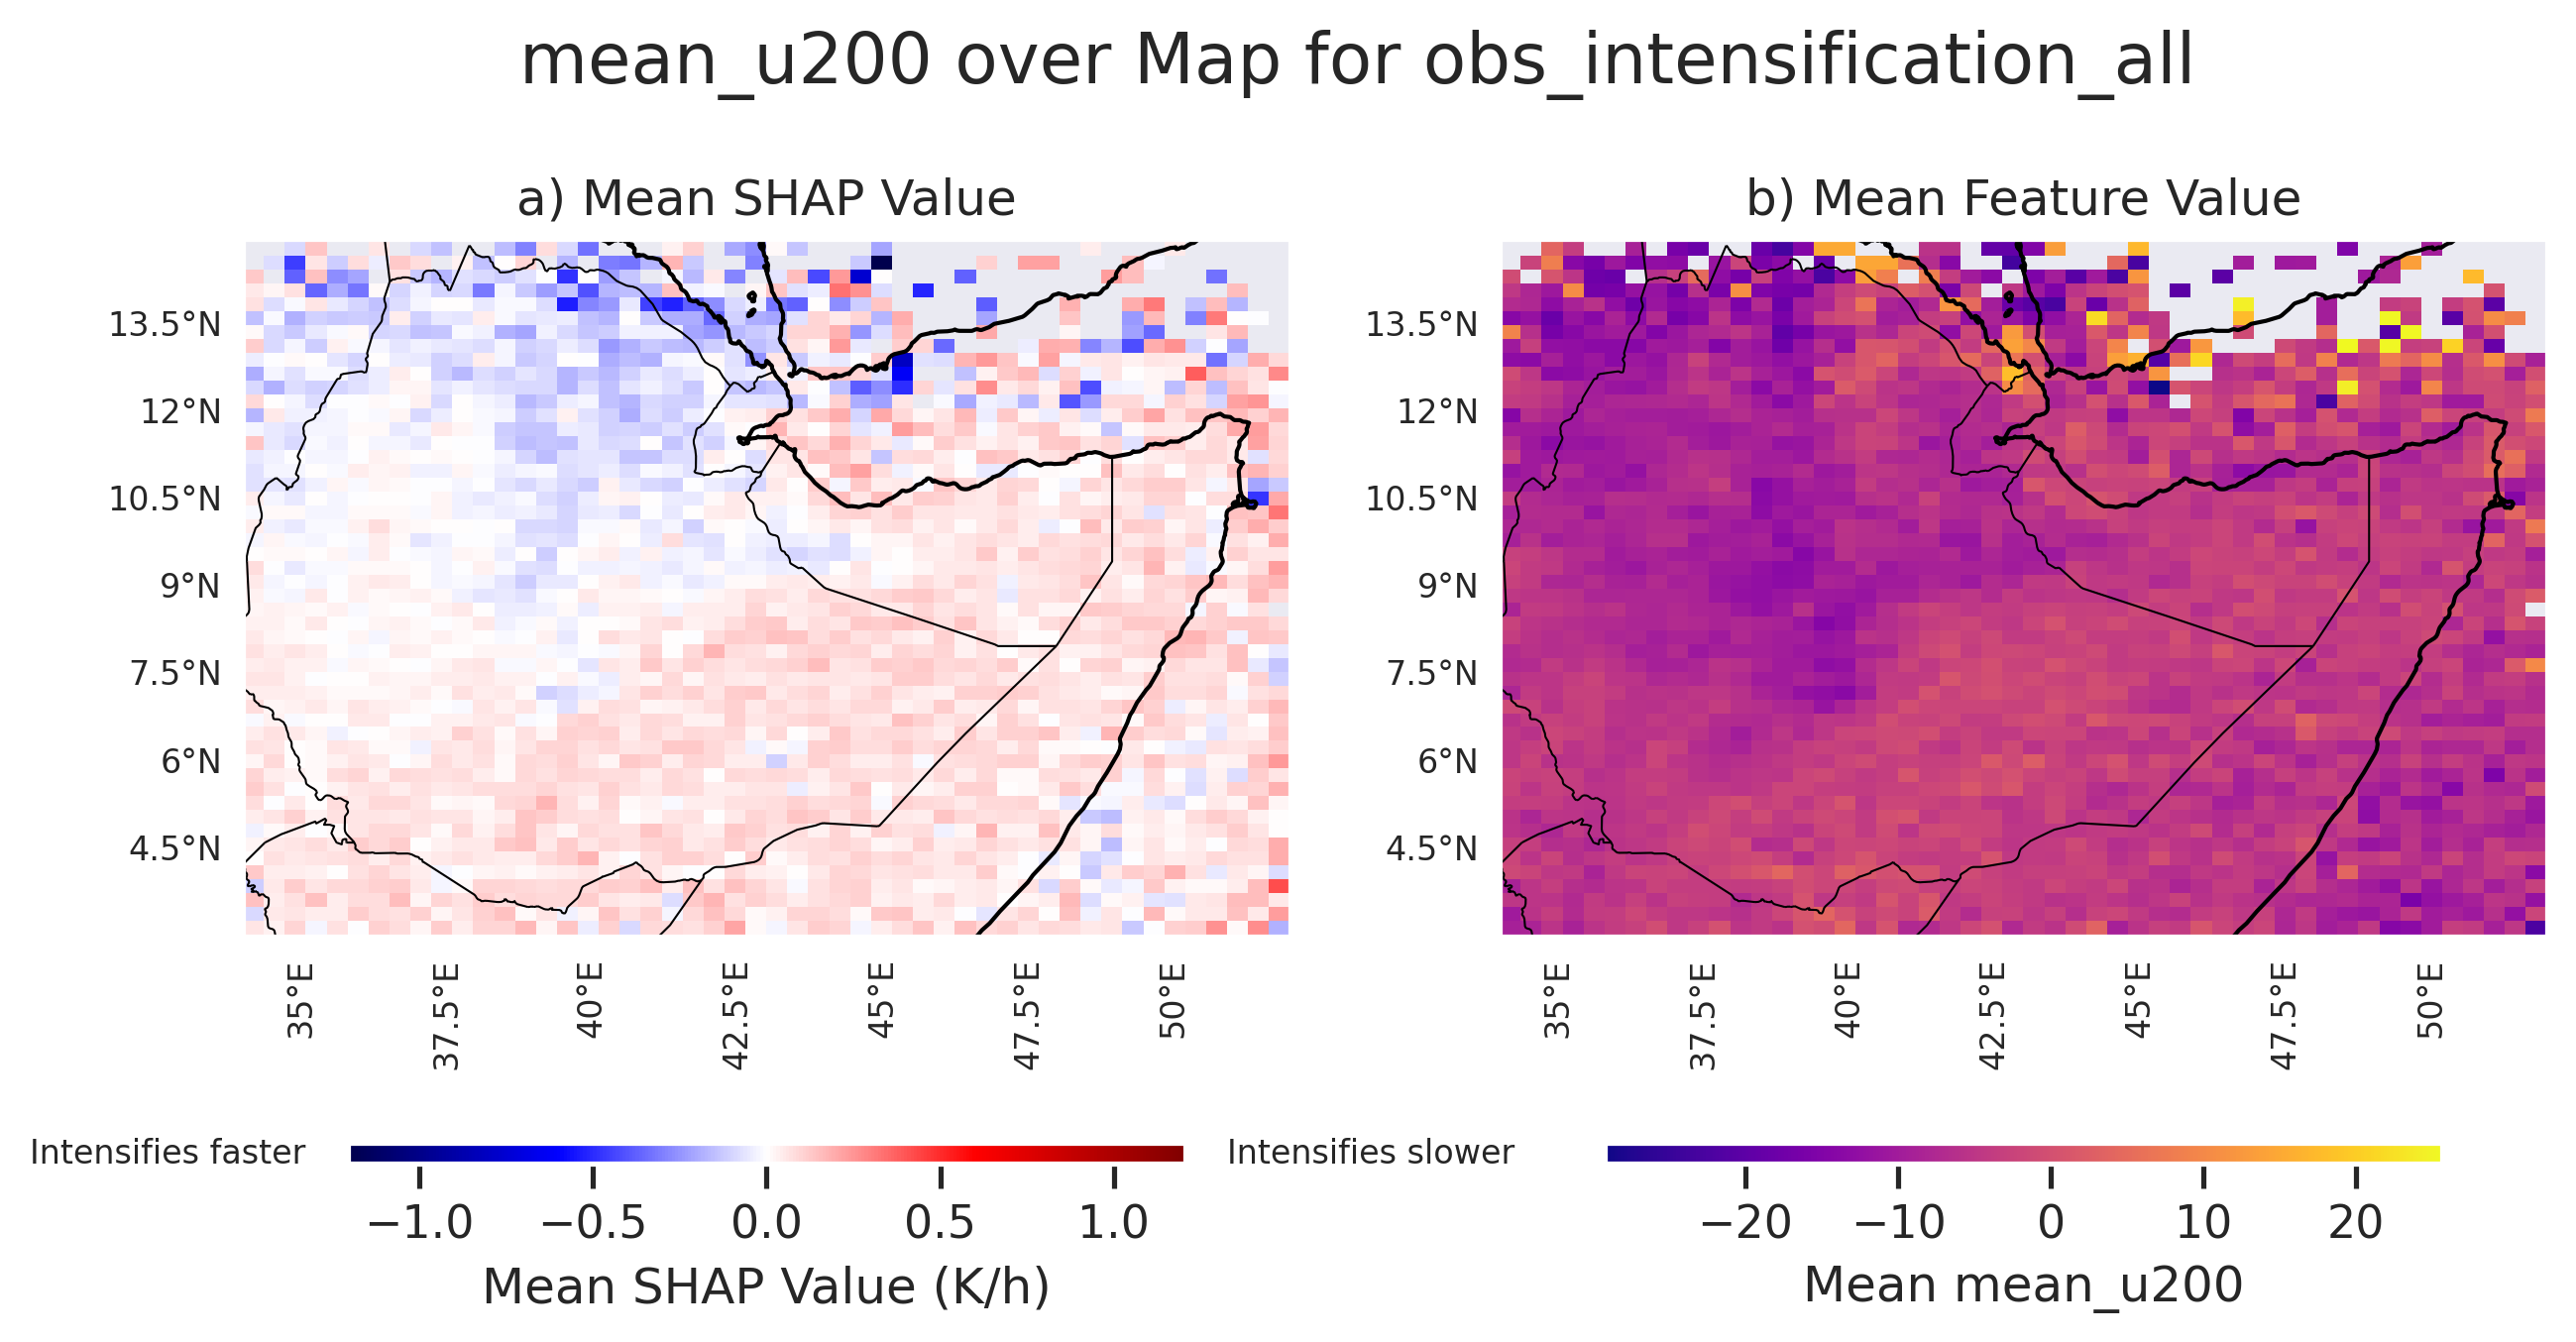 mean_u200 over Map for obs_intensification_all
a) Mean SHAP Value
13.5°N
12°N
10.5°N
9°N
7.5°N
6°N
4.5°N
35°E
37.5°E
40°E
42.5°E
45°E
47.5°E
50°E
Intensifies faster
Intensifies slower
−1.0
−0.5
0.0
0.5
1.0
Mean SHAP Value (K/h)
b) Mean Feature Value
13.5°N
12°N
10.5°N
9°N
7.5°N
6°N
4.5°N
35°E
37.5°E
40°E
42.5°E
45°E
47.5°E
50°E
−20
−10
0
10
20
Mean mean_u200